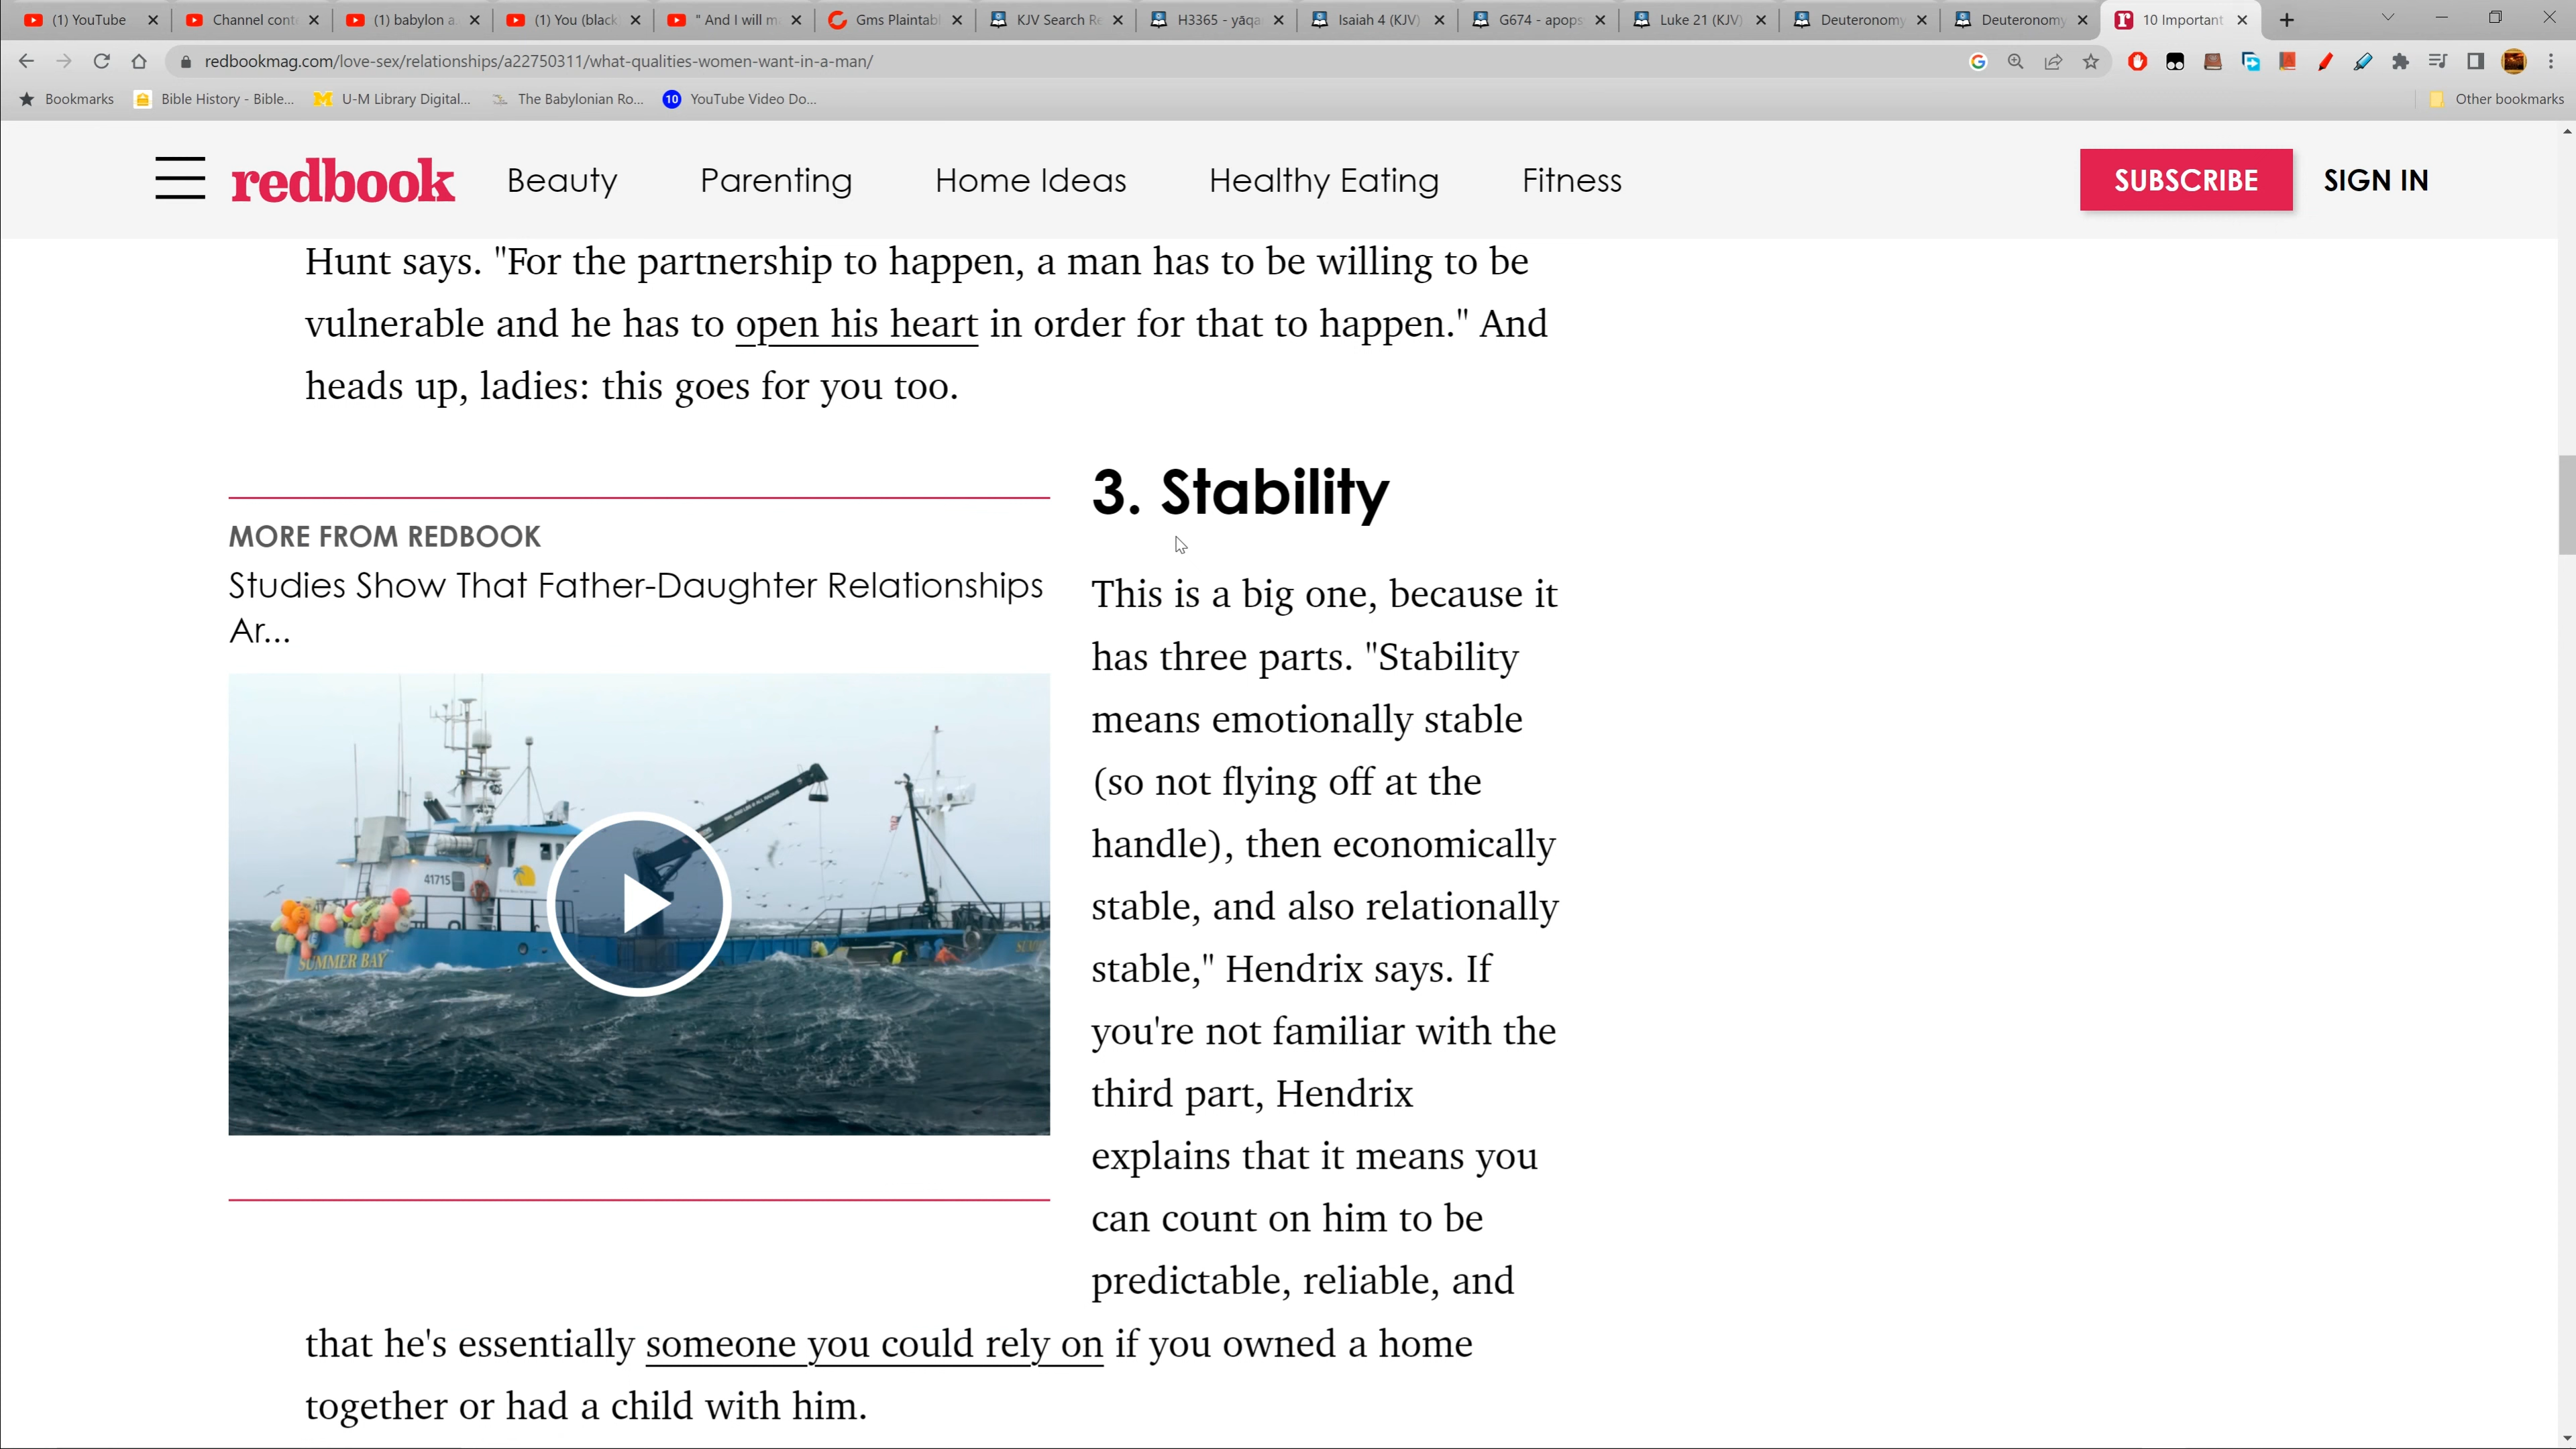 (1) YouTube
Channel cont
(1) babylon a
(1) You (black
" And I will m
Gms Plaintab
KJV Search Re
H3365 - yāqa
Isaiah 4 (KJV)
G674 - apops
Luke 21 (KJV)
Deuteronomy
Deuteronomy
10 Important
redbookmag.com/love-sex/relationships/a22750311/what-qualities-women-want-in-a-man/
Bookmarks
Bible History - Bible...
U-M Library Digital...
The Babylonian Ro...
10
YouTube Video Do...
Other bookmarks
redbook
Beauty
Parenting
Home Ideas
Healthy Eating
Fitness
SUBSCRIBE
SIGN IN
Hunt says. "For the partnership to happen, a man has to be willing to be
vulnerable and he has to open his heart in order for that to happen." And
heads up, ladies: this goes for you too.
MORE FROM REDBOOK
Studies Show That Father-Daughter Relationships
Ar...
41715
SUMMER BAY
3. Stability
This is a big one, because it
has three parts. "Stability
means emotionally stable
(so not flying off at the
handle), then economically
stable, and also relationally
stable," Hendrix says. If
you're not familiar with the
third part, Hendrix
explains that it means you
can count on him to be
predictable, reliable, and
that he's essentially someone you could rely on if you owned a home
together or had a child with him.